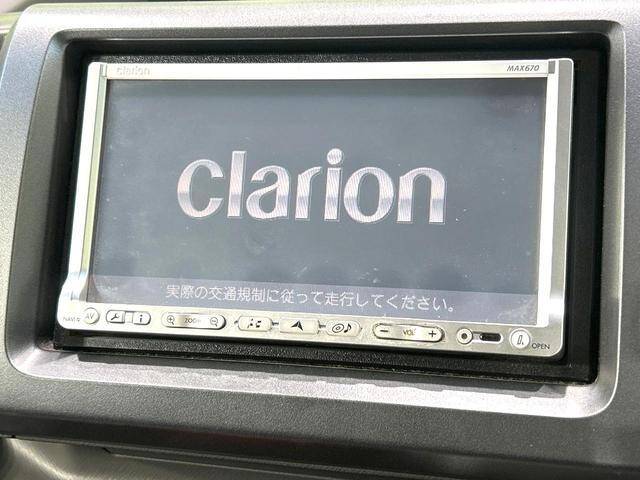 clarion MAX670
clarion
実際の交通規制に従って走行してください。
NAVI AV i ZOOM VOL OPEN